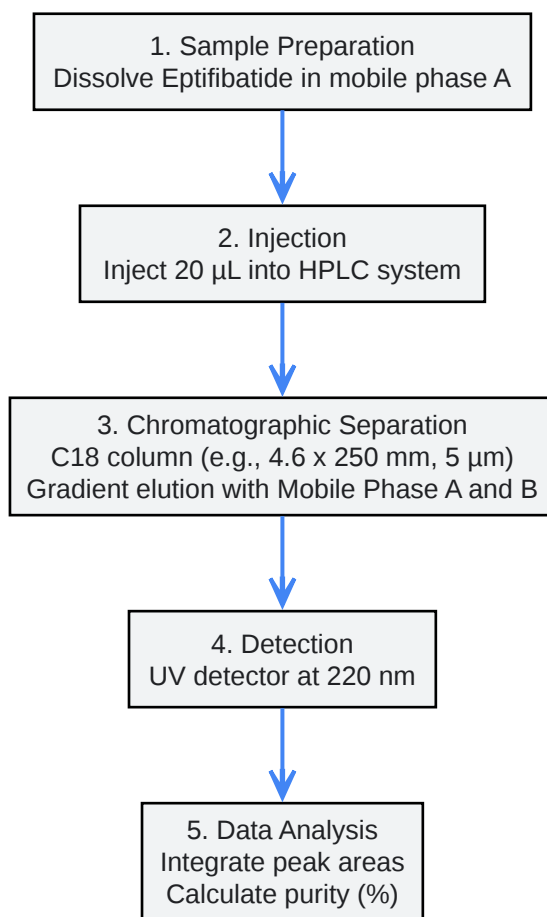 1. Sample Preparation
Dissolve Eptifibatide in mobile phase A
2. Injection
Inject 20 µL into HPLC system
3. Chromatographic Separation
C18 column (e.g., 4.6 x 250 mm, 5 µm)
Gradient elution with Mobile Phase A and B
4. Detection
UV detector at 220 nm
5. Data Analysis
Integrate peak areas
Calculate purity (%)